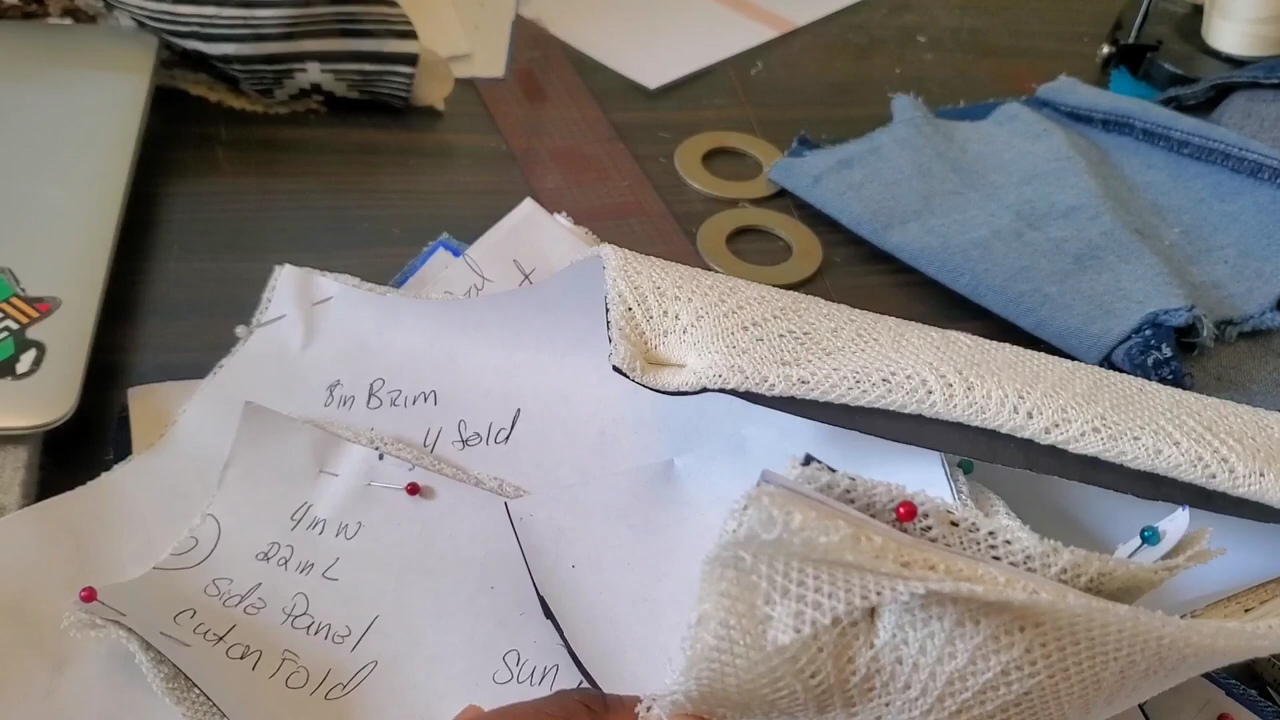 8in BRim
4 fold
4in W
22in L
Side Panel
cut on Fold
Sun